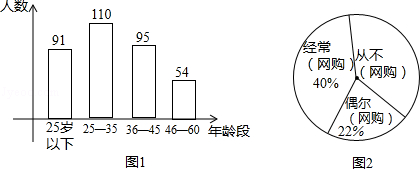 人数
91
110
95
54
25岁
以下
25—35
36—45
46—60
年龄段
图1
经常
(网购)
40%
从不
(网购)
偶尔
(网购)
22%
图2